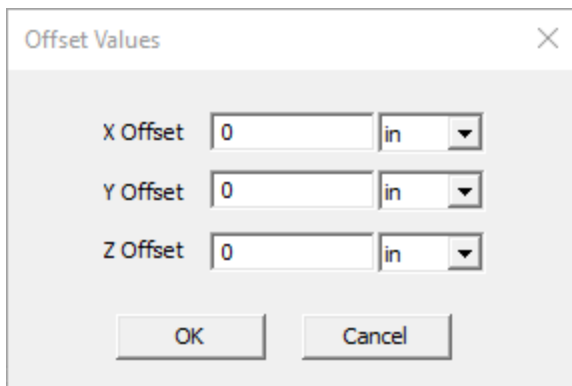 Offset Values
X Offset 0 in
Y Offset 0 in
Z Offset 0 in
OK Cancel